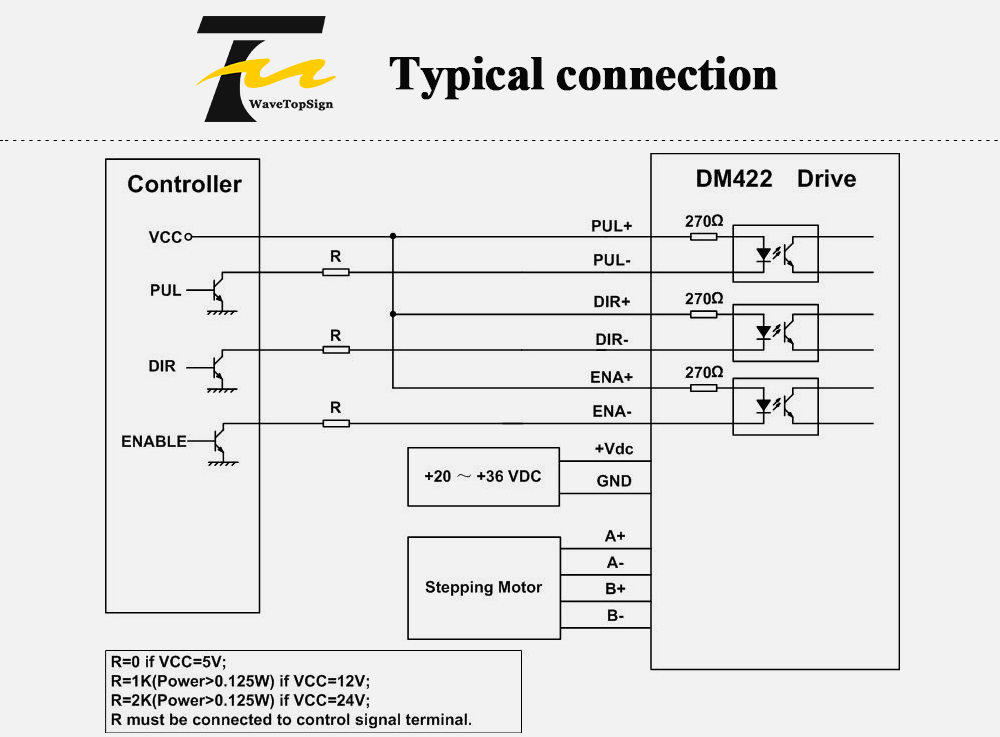 WaveTopSign
Typical connection
Controller
DM422 Drive
VCC
PUL+
270Ω
R
PUL-
PUL
DIR+
270Ω
R
DIR-
DIR
ENA+
270Ω
R
ENA-
ENABLE
+Vdc
+20 ～ +36 VDC
GND
A+
A-
Stepping Motor
B+
B-
R=0 if VCC=5V;
R=1K(Power>0.125W) if VCC=12V;
R=2K(Power>0.125W) if VCC=24V;
R must be connected to control signal terminal.